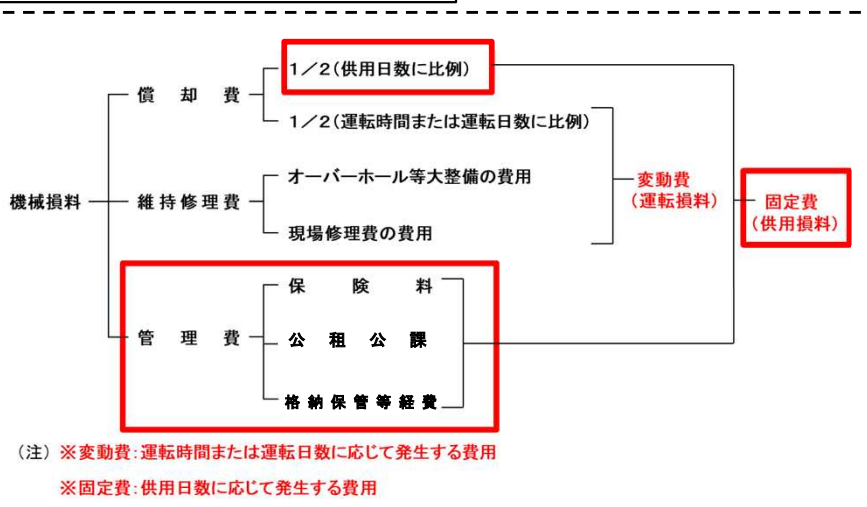 1／2(供用日数に比例)
償却費
1／2(運転時間または運転日数に比例)
オーバーホール等大整備の費用
変動費
(運転損料)
機械損料
維持修理費
固定費
(供用損料)
現場修理費の費用
保険料
管理費
公租公課
格納保管等経費
(注) ※変動費:運転時間または運転日数に応じて発生する費用
※固定費:供用日数に応じて発生する費用